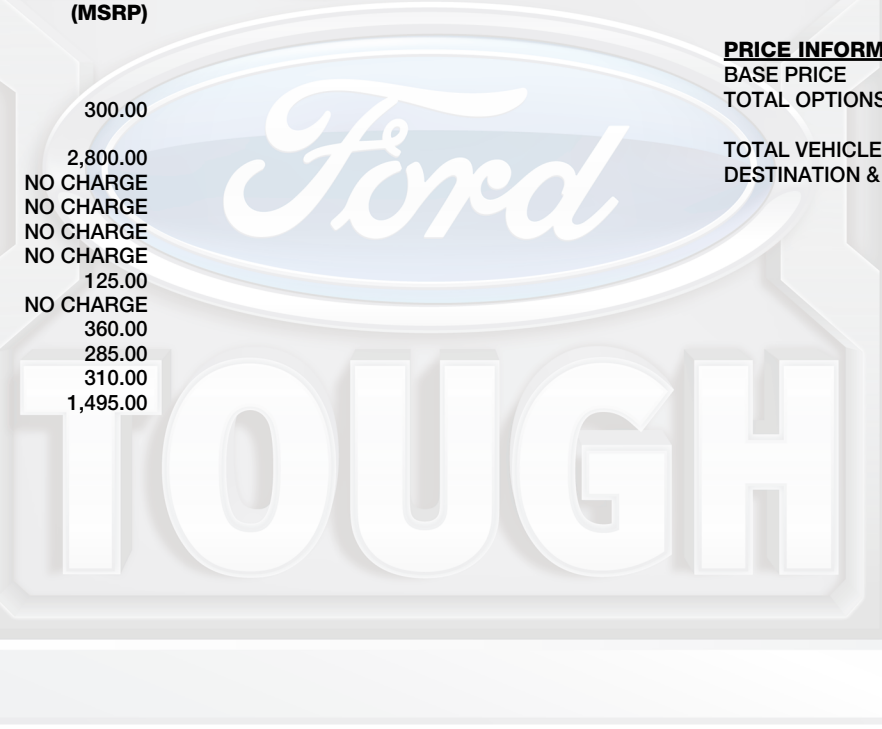 (MSRP)
300.00
2,800.00
NO CHARGE
NO CHARGE
NO CHARGE
NO CHARGE
125.00
NO CHARGE
360.00
285.00
310.00
1,495.00
PRICE INFORM
BASE PRICE
TOTAL OPTIONS
TOTAL VEHICLE
DESTINATION &
Ford
TOUGH